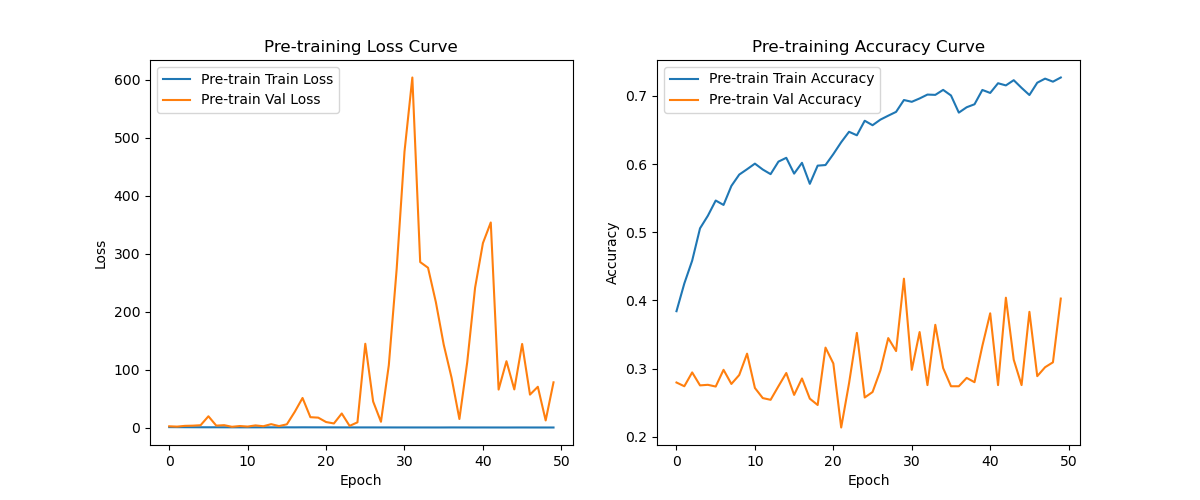 Pre-training Loss Curve
Pre-train Train Loss
Pre-train Val Loss
600
500
400
300
200
100
0
Loss
0 10 20 30 40 50
Epoch
Pre-training Accuracy Curve
Pre-train Train Accuracy
Pre-train Val Accuracy
0.7
0.6
0.5
0.4
0.3
0.2
Accuracy
0 10 20 30 40 50
Epoch